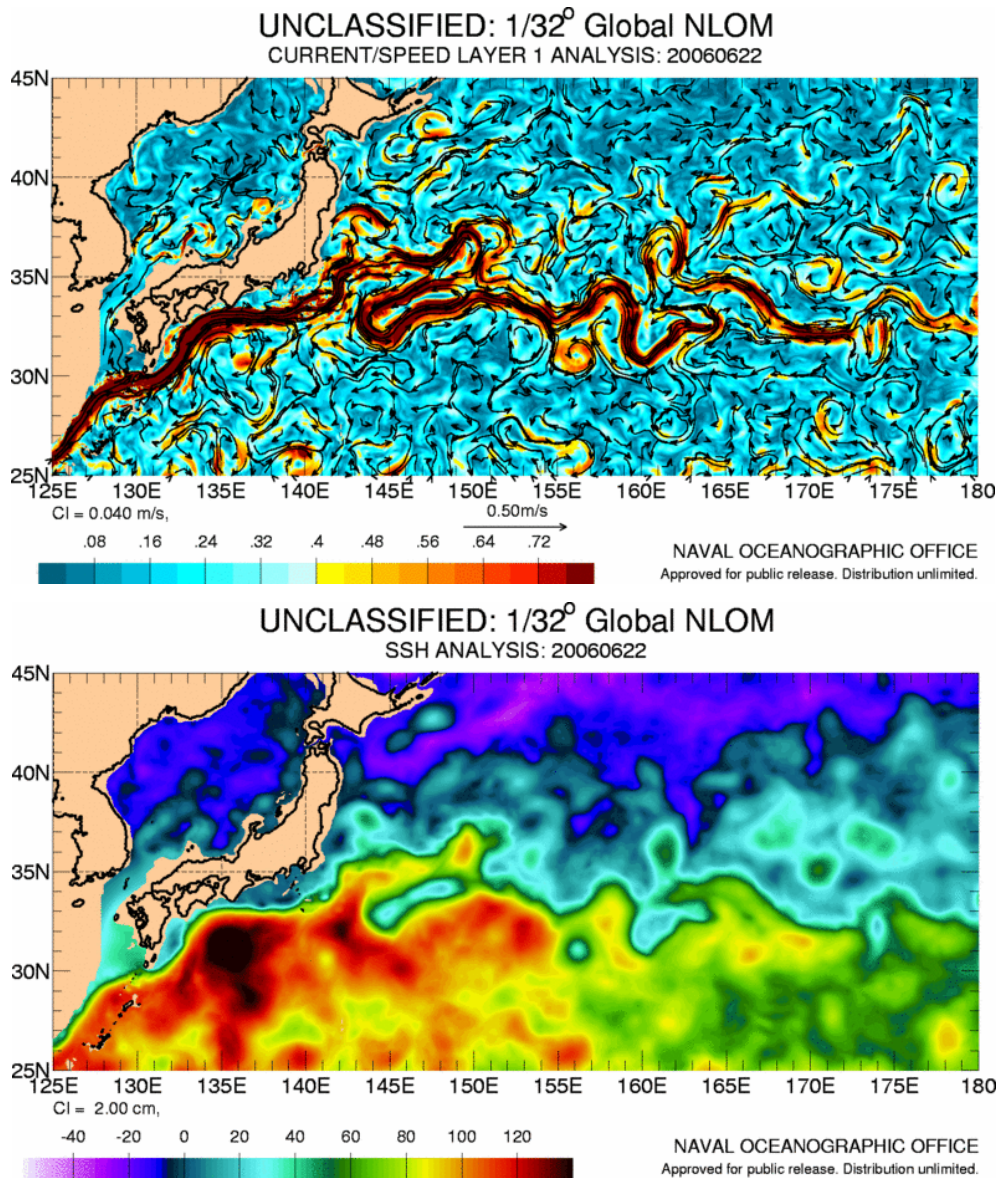 UNCLASSIFIED: 1/32° Global NLOM
CURRENT/SPEED LAYER 1 ANALYSIS: 20060622
45N
40N
35N
30N
25N
125E 130E 135E 140E 145E 150E 155E 160E 165E 170E 175E 180
CI = 0.040 m/s,
0.50m/s
.08 .16 .24 .32 .4 .48 .56 .64 .72
NAVAL OCEANOGRAPHIC OFFICE
Approved for public release. Distribution unlimited.
UNCLASSIFIED: 1/32° Global NLOM
SSH ANALYSIS: 20060622
45N
40N
35N
30N
25N
125E 130E 135E 140E 145E 150E 155E 160E 165E 170E 175E 180
CI = 2.00 cm,
-40 -20 0 20 40 60 80 100 120
NAVAL OCEANOGRAPHIC OFFICE
Approved for public release. Distribution unlimited.